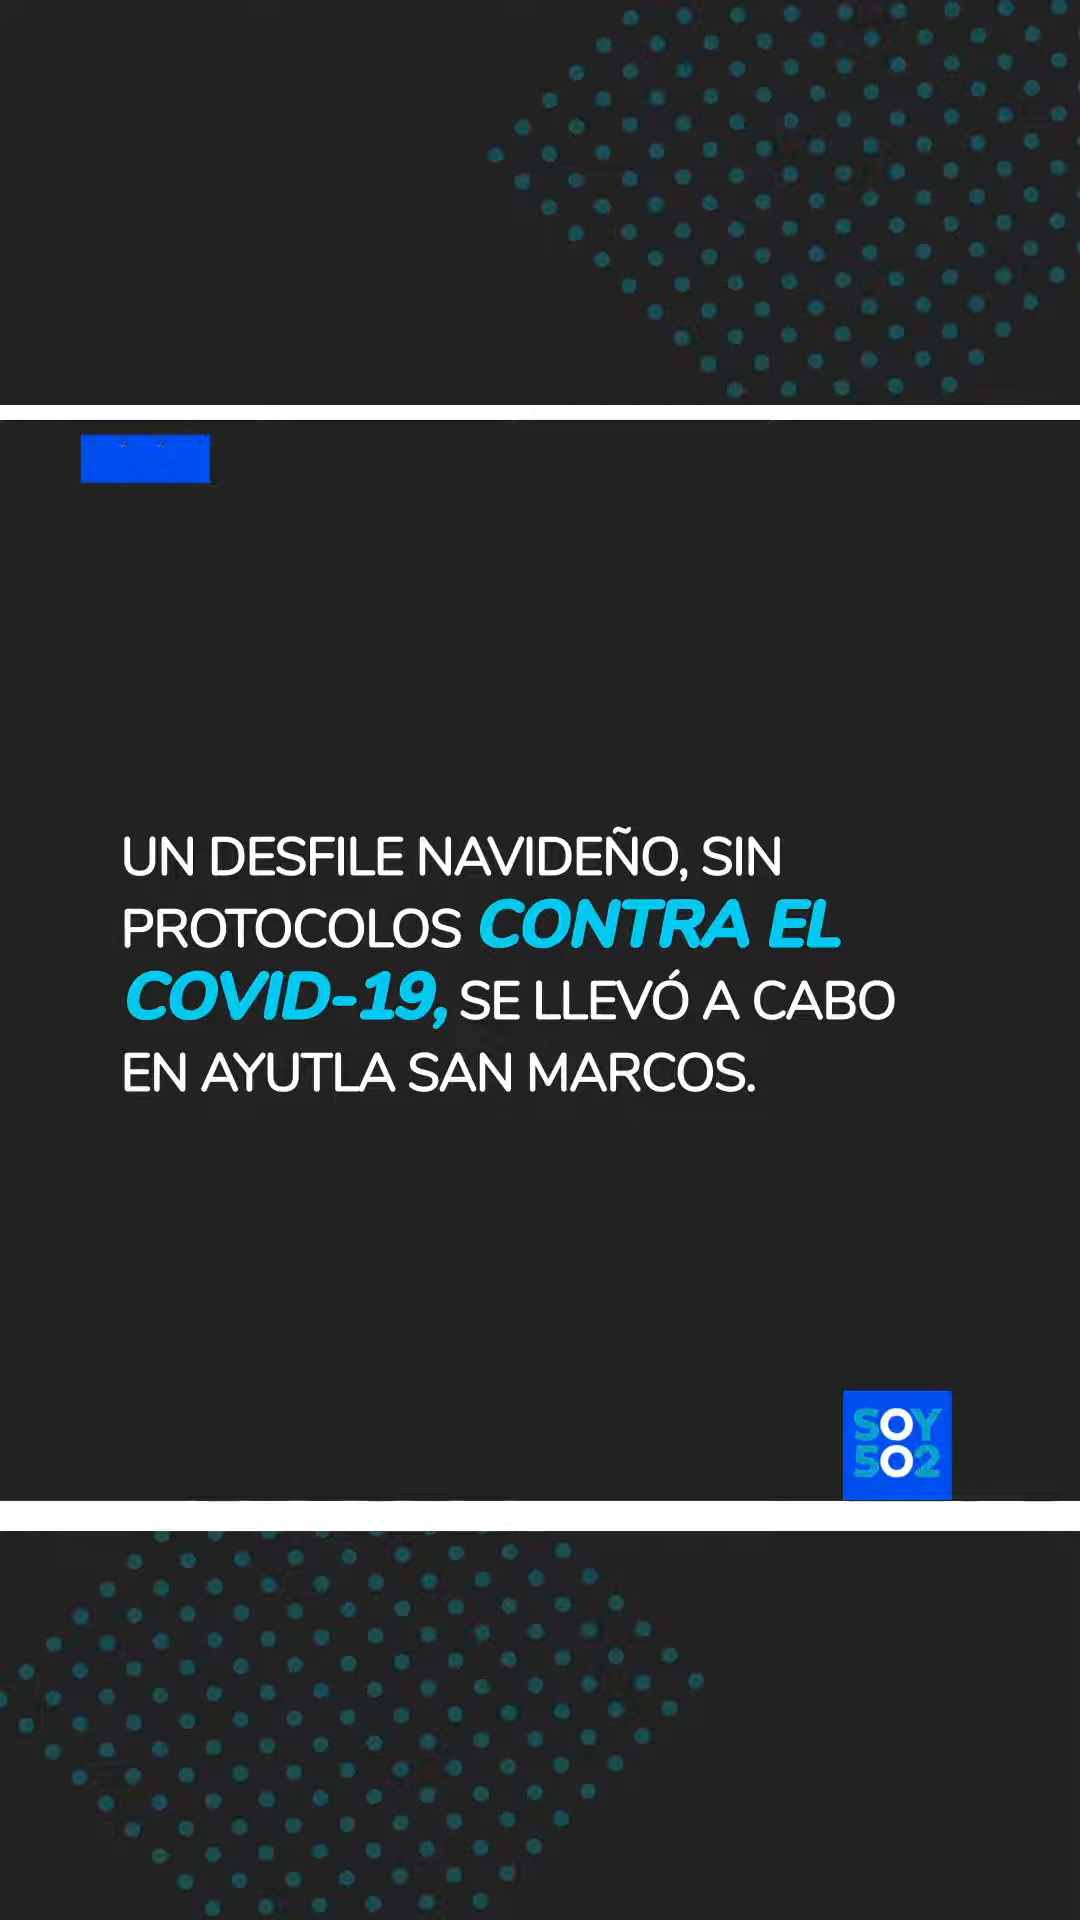 UN DESFILE NAVIDEÑO, SIN
PROTOCOLOS CONTRA EL
COVID-19, SE LLEVÓ A CABO
EN AYUTLA SAN MARCOS.
SOY
502